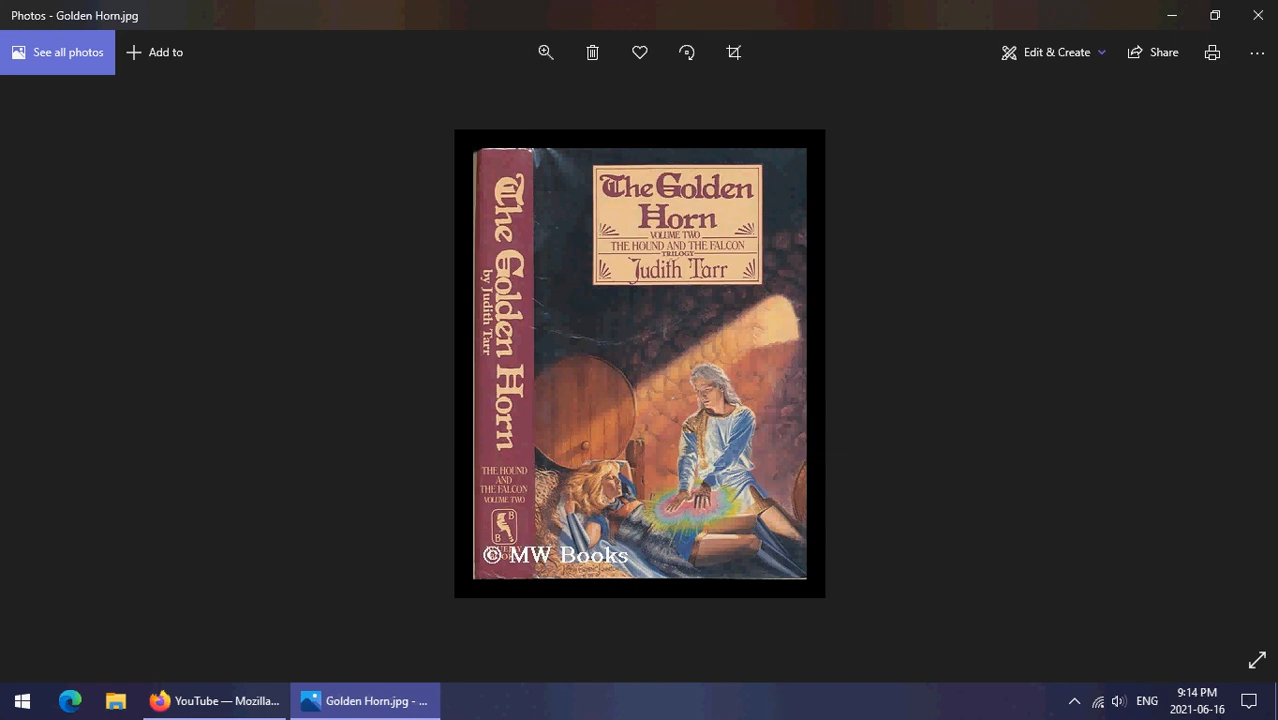 Photos - Golden Horn.jpg
See all photos
Add to
Edit & Create
Share
The Golden Horn
by Judith Tarr
THE HOUND
AND
THE FALCON
VOLUME TWO
B
B
The Golden
Horn
VOLUME TWO
THE HOUND AND THE FALCON
TRILOGY
Judith Tarr
© MW Books
YouTube — Mozilla...
Golden Horn.jpg - ...
ENG
9:14 PM
2021-06-16